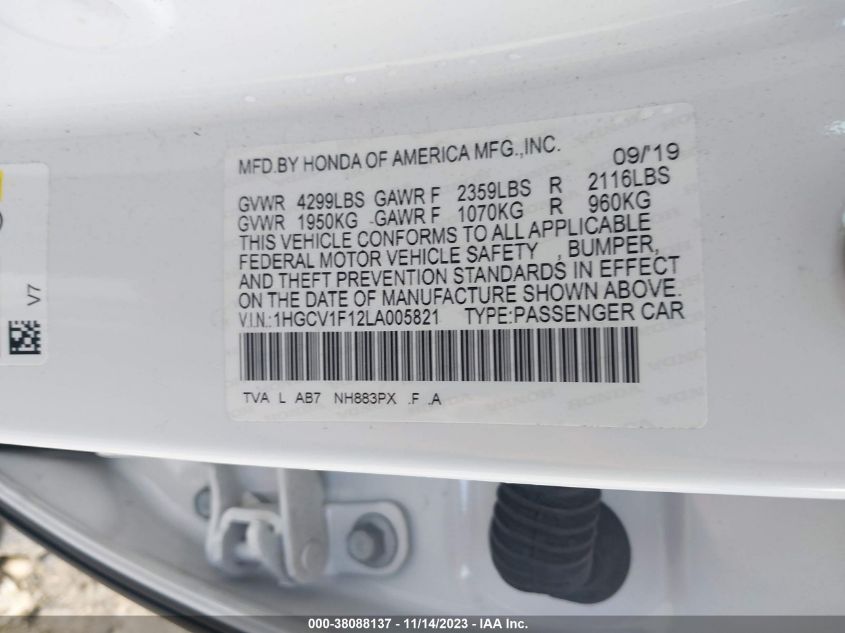 MFD.BY HONDA OF AMERICA MFG.,INC. 09/'19
GVWR 4299LBS GAWR F 2359LBS R 2116LBS
GVWR 1950KG GAWR F 1070KG R 960KG
THIS VEHICLE CONFORMS TO ALL APPLICABLE
FEDERAL MOTOR VEHICLE SAFETY , BUMPER,
AND THEFT PREVENTION STANDARDS IN EFFECT
ON THE DATE OF MANUFACTURE SHOWN ABOVE.
V.I.N.:1HGCV1F12LA005821 TYPE:PASSENGER CAR
TVA L AB7 NH883PX .F .A
V7
000-38088137 - 11/14/2023 - IAA Inc.